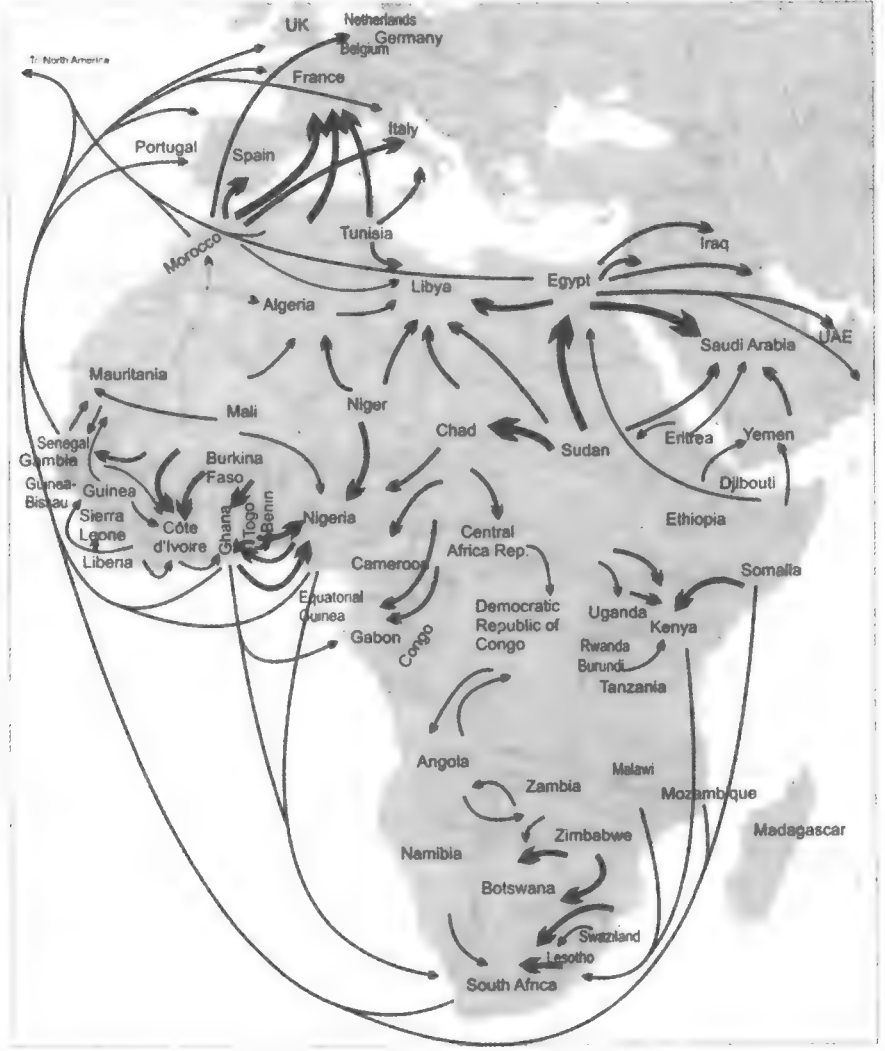 UK
Netherlands
Belgium
Germany
To North America
France
Italy
Portugal
Spain
Morocco
Tunisia
Iraq
Libya
Egypt
Algeria
UAE
Saudi Arabia
Mauritania
Mali
Niger
Chad
Sudan
Eritrea
Yemen
Senegal
Gambia
Burkina
Faso
Guinea-
Bissau
Guinea
Djibouti
Sierra
Leone
Liberia
Côte
d'Ivoire
Ghana
Togo
Benin
Nigeria
Ethiopia
Cameroon
Central
Africa Rep.
Somalia
Equatorial
Guinea
Gabon
Congo
Democratic
Republic of
Congo
Uganda
Kenya
Rwanda
Burundi
Tanzania
Angola
Malawi
Zambia
Mozambique
Zimbabwe
Madagascar
Namibia
Botswana
Swaziland
Lesotho
South Africa